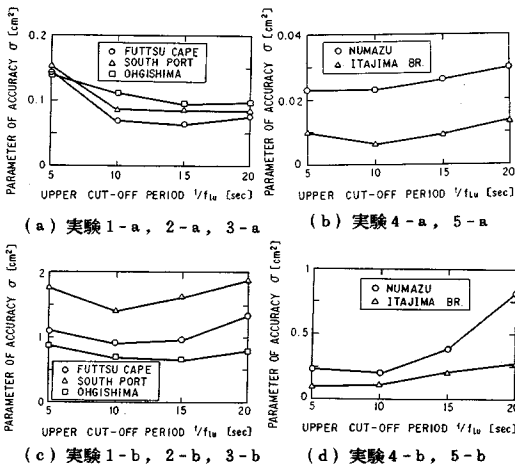 PARAMETER OF ACCURACY σ [cm²]
0.2
0.1
0
○ FUTTSU CAPE
△ SOUTH PORT
□ OHGISHIMA
5 10 15 20
UPPER CUT-OFF PERIOD 1/fLu [sec]
(a) 実験1-a, 2-a, 3-a
PARAMETER OF ACCURACY σ [cm²]
0.04
0.02
0
○ NUMAZU
△ ITAJIMA BR.
5 10 15 20
UPPER CUT-OFF PERIOD 1/fLu [sec]
(b) 実験4-a, 5-a
PARAMETER OF ACCURACY σ [cm²]
2
1
0
○ FUTTSU CAPE
△ SOUTH PORT
□ OHGISHIMA
5 10 15 20
UPPER CUT-OFF PERIOD 1/fLu [sec]
(c) 実験1-b, 2-b, 3-b
PARAMETER OF ACCURACY σ [cm²]
1
0.5
0
○ NUMAZU
△ ITAJIMA BR.
5 10 15 20
UPPER CUT-OFF PERIOD 1/fLu [sec]
(d) 実験4-b, 5-b